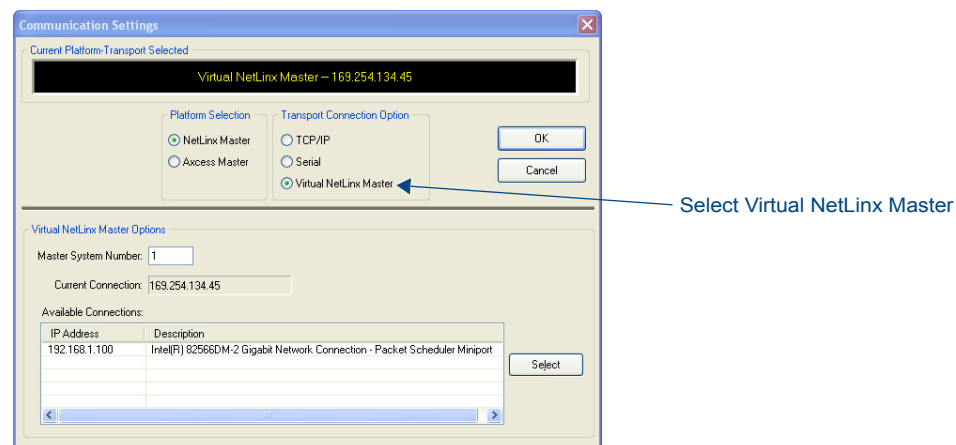 Communication Settings
Current Platform-Transport Selected
Virtual NetLinx Master – 169.254.134.45
Platform Selection
NetLinx Master
Axcess Master
Transport Connection Option
TCP/IP
Serial
Virtual NetLinx Master
OK
Cancel
Select Virtual NetLinx Master
Virtual NetLinx Master Options
Master System Number: 1
Current Connection: 169.254.134.45
Available Connections:
IP Address Description
192.168.1.100 Intel(R) 82566DM-2 Gigabit Network Connection - Packet Scheduler Miniport
Select